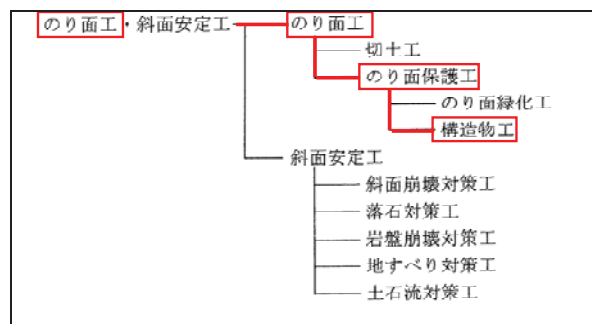 のり面工・斜面安定工 のり面工
切土工
のり面保護工
のり面緑化工
構造物工
斜面安定工
斜面崩壊対策工
落石対策工
岩盤崩壊対策工
地すべり対策工
土石流対策工